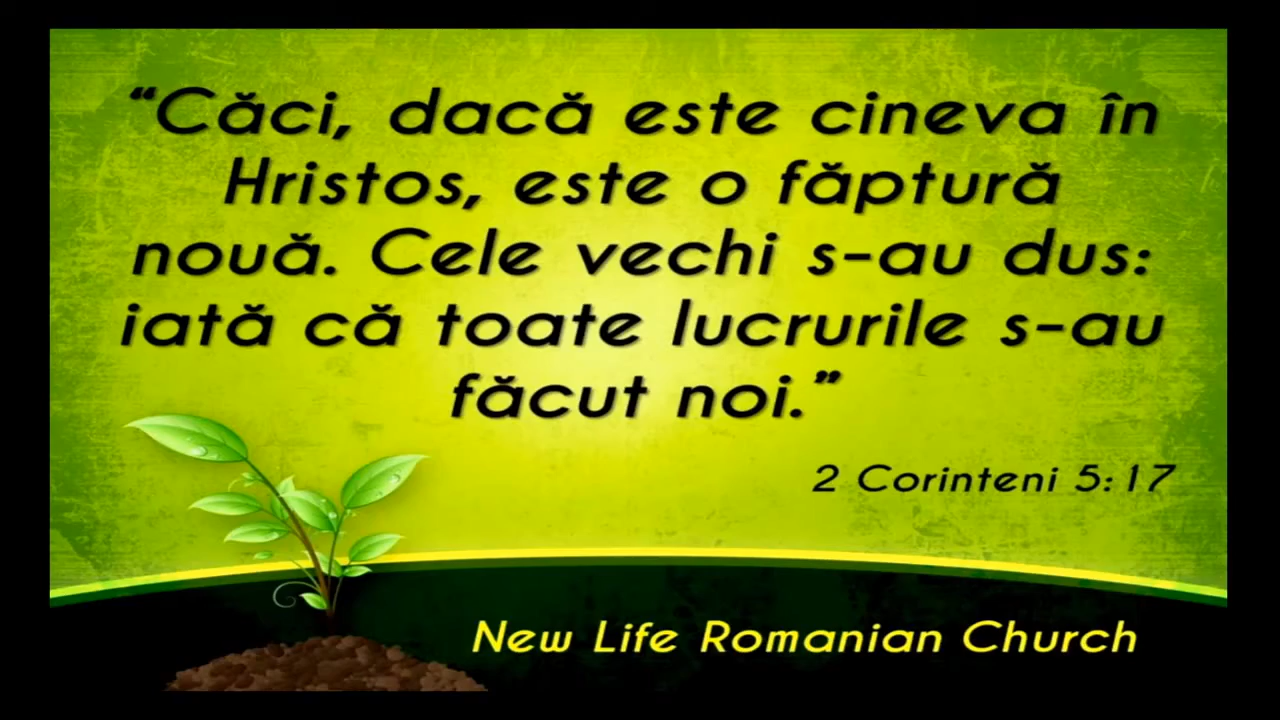 “Căci, dacă este cineva în
Hristos, este o făptură
nouă. Cele vechi s-au dus:
iată că toate lucrurile s-au
făcut noi.”
2 Corinteni 5:17
New Life Romanian Church